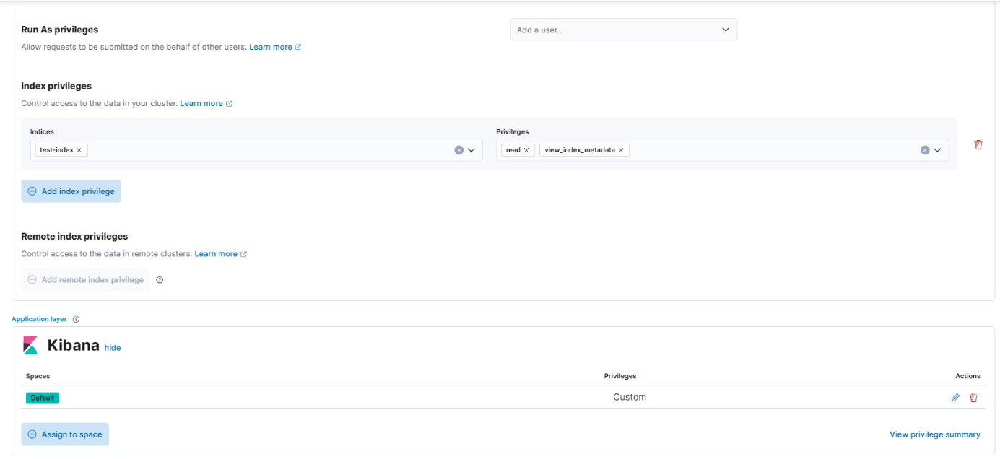 Run As privileges
Add a user...
Allow requests to be submitted on the behalf of other users. Learn more
Index privileges
Control access to the data in your cluster. Learn more
Indices
Privileges
test-index
read
view_index_metadata
Add index privilege
Remote index privileges
Control access to the data in remote clusters. Learn more
Add remote index privilege
Application layer
Kibana hide
Spaces
Privileges
Actions
Default
Custom
Assign to space
View privilege summary